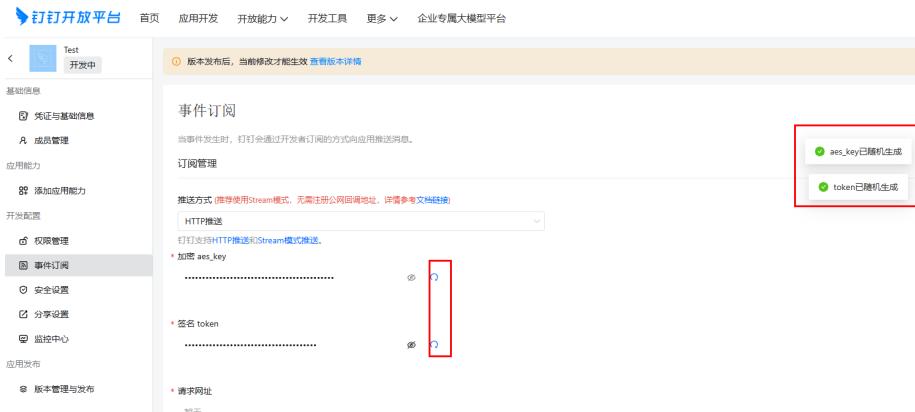 钉钉开放平台 首页 应用开发 开放能力 开发工具 更多 企业专属大模型平台
Test
开发中
版本发布后，当前修改才能生效 查看版本详情
基础信息
凭证与基础信息
成员管理
应用能力
添加应用能力
开发配置
权限管理
事件订阅
安全设置
分享设置
监控中心
应用发布
版本管理与发布
事件订阅
当事件发生时，钉钉会通过开发者订阅的方式向应用推送消息。
订阅管理
推送方式 (推荐使用Stream模式，无需注册公网回调地址，详情参考文档链接)
HTTP推送
钉钉支持HTTP推送和Stream模式推送。
* 加密 aes_key
* 签名 token
* 请求网址
暂无
aes_key已随机生成
token已随机生成